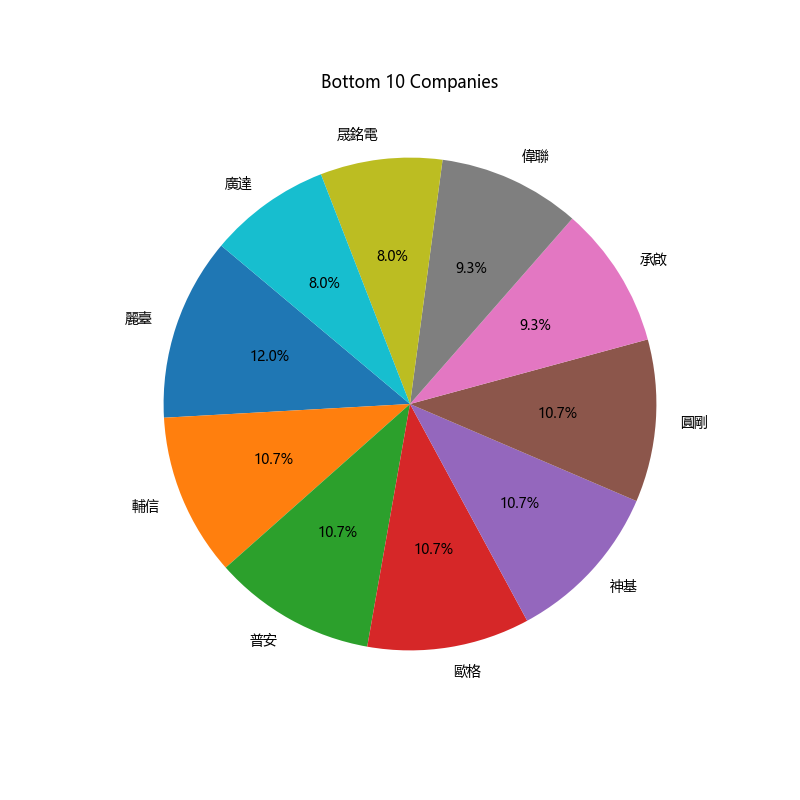 Bottom 10 Companies
晟銘電
偉聯
廣達
承啟
8.0%
9.3%
8.0%
麗臺
9.3%
12.0%
10.7%
圓剛
10.7%
輔信
10.7%
10.7%
10.7%
神基
普安
歐格